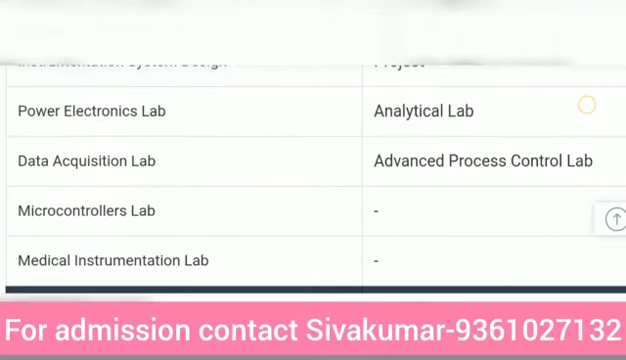 Power Electronics Lab Analytical Lab
Data Acquisition Lab Advanced Process Control Lab
Microcontrollers Lab -
Medical Instrumentation Lab -
For admission contact Sivakumar-9361027132